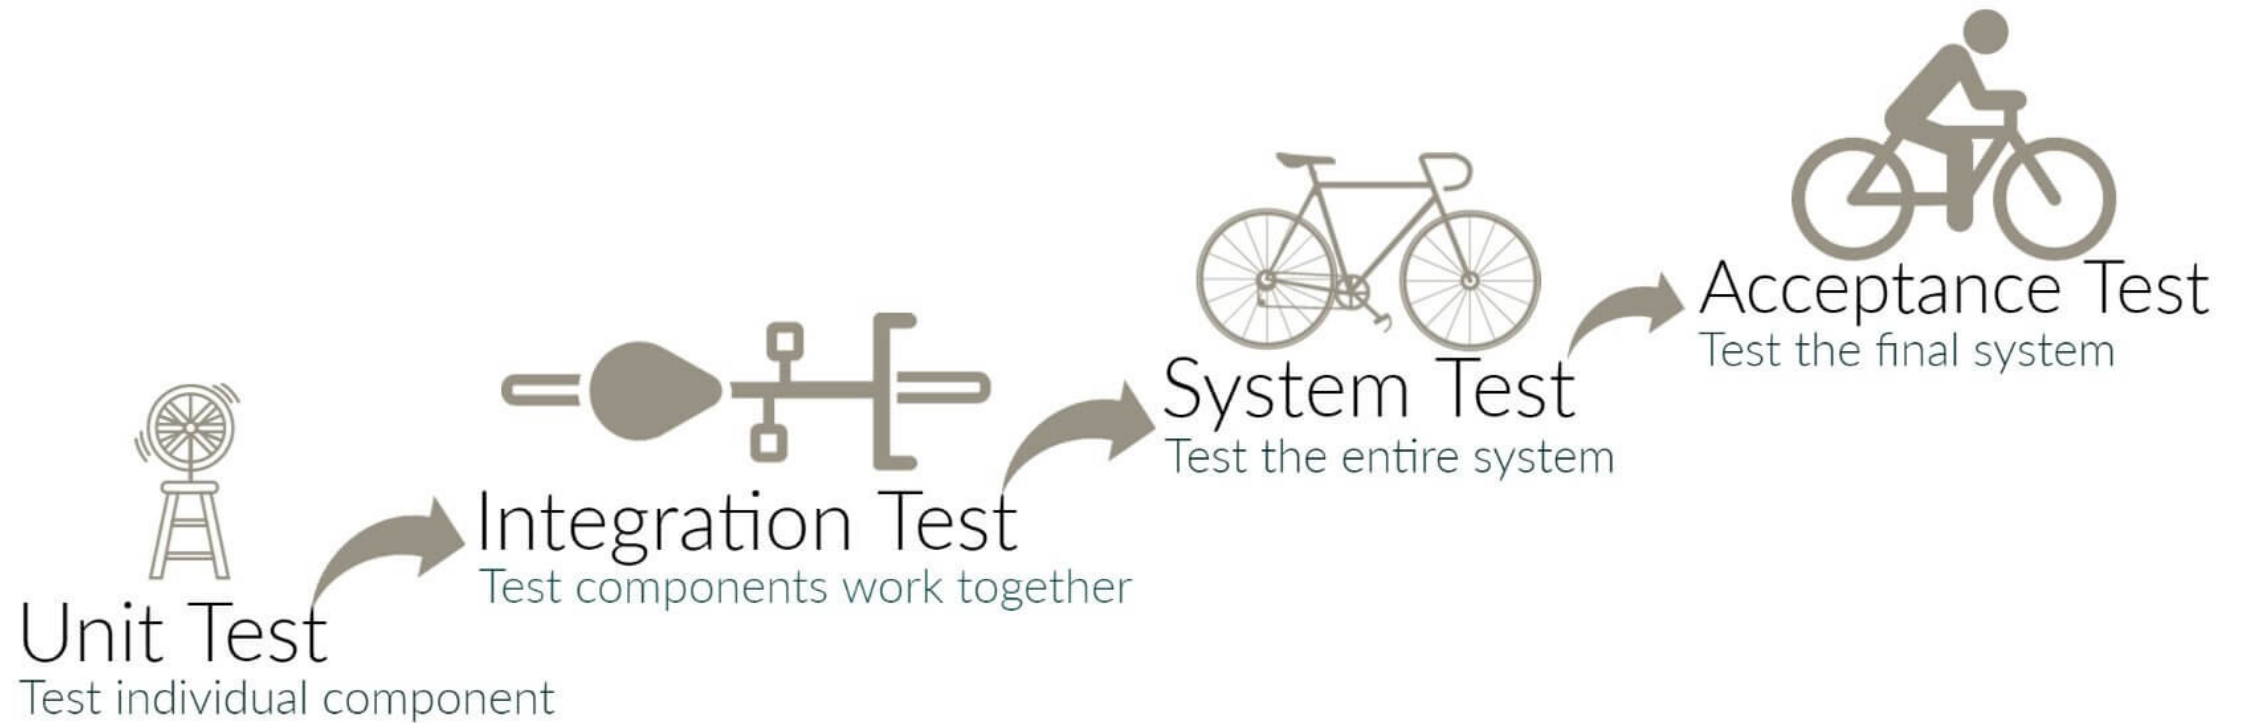 Unit Test
Test individual component
Integration Test
Test components work together
System Test
Test the entire system
Acceptance Test
Test the final system